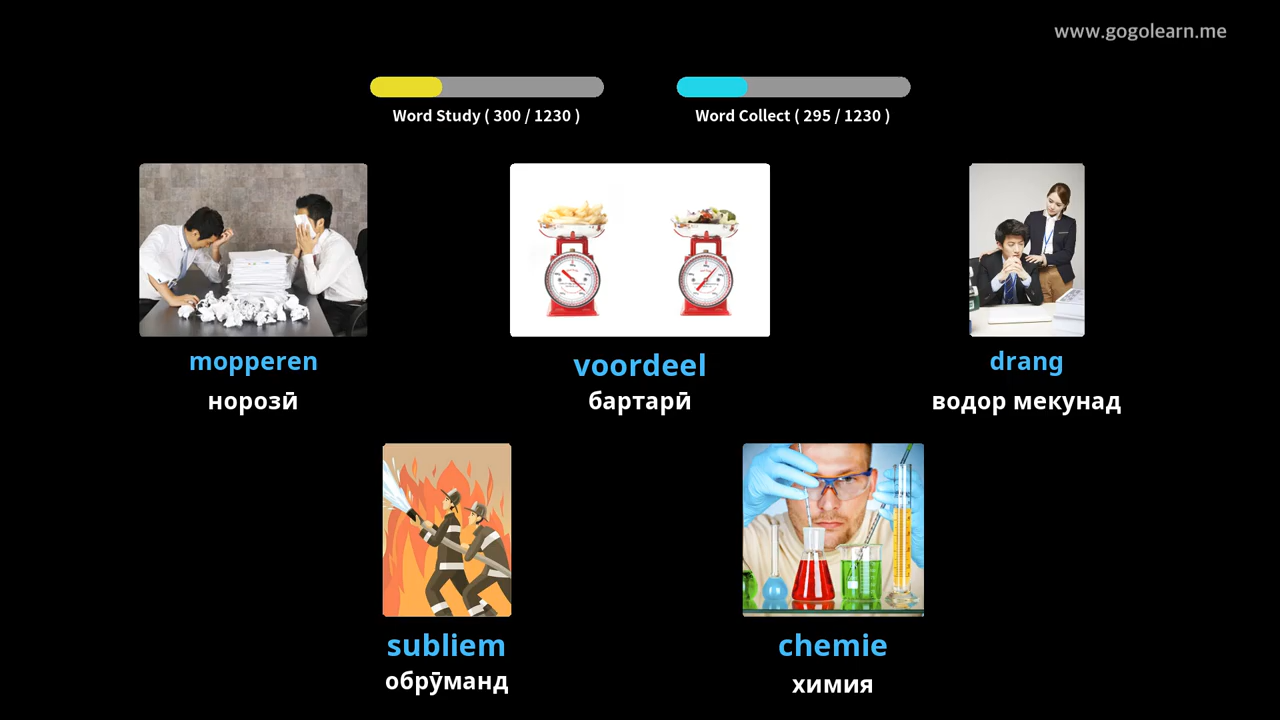 www.gogolearn.me
Word Study ( 300 / 1230 )
Word Collect ( 295 / 1230 )
mopperen
норозӣ
voordeel
бартарӣ
drang
водор мекунад
subliem
обрӯманд
chemie
химия